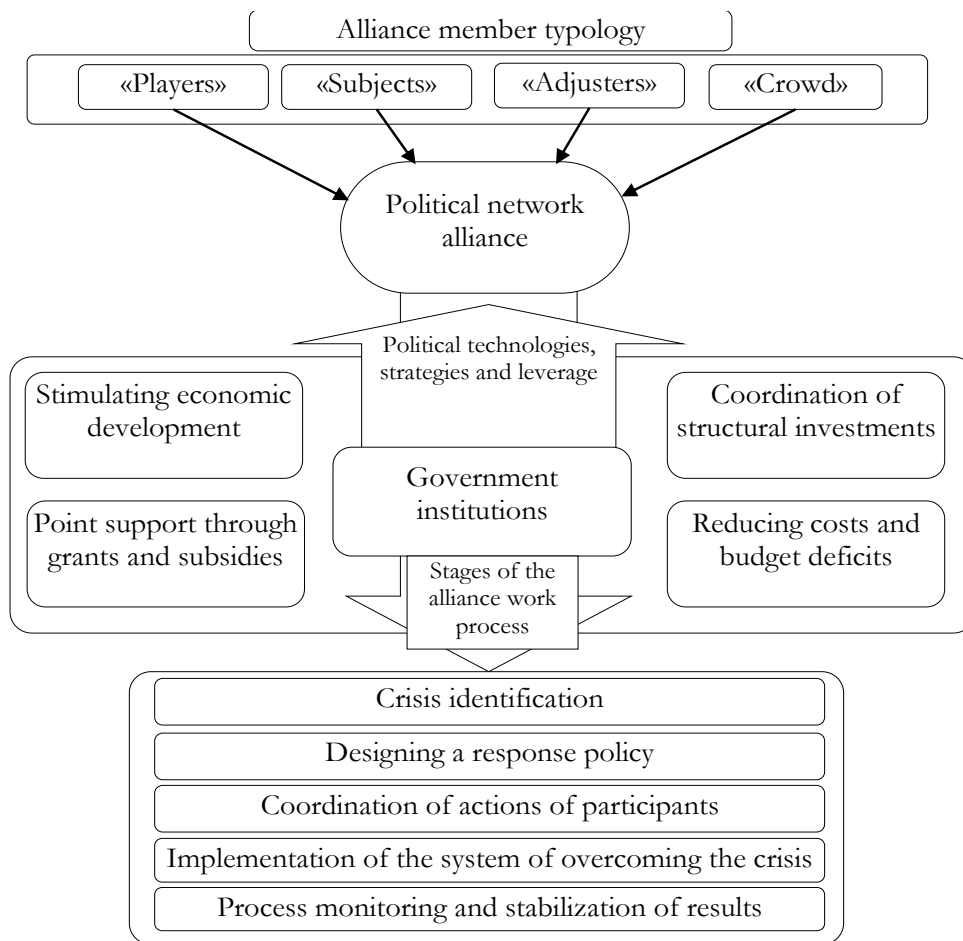 Alliance member typology
«Players»
«Subjects»
«Adjusters»
«Crowd»
Political network
alliance
Political technologies,
strategies and leverage
Stimulating economic
development
Coordination of
structural investments
Government
institutions
Point support through
grants and subsidies
Reducing costs and
budget deficits
Stages of the
alliance work
process
Crisis identification
Designing a response policy
Coordination of actions of participants
Implementation of the system of overcoming the crisis
Process monitoring and stabilization of results